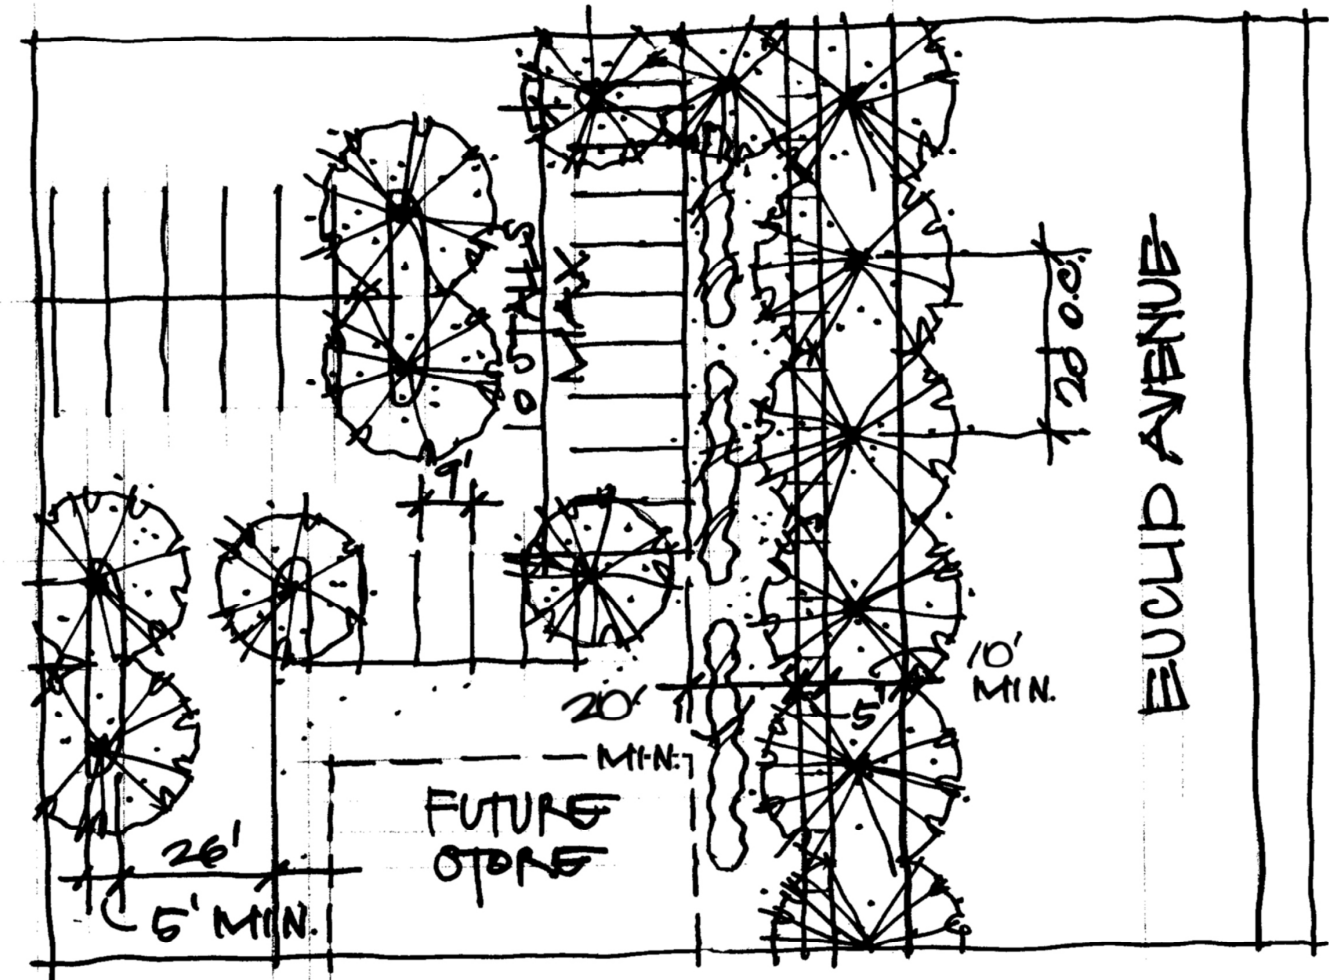 10 STALLS
MAX
20' O.C.
EUCLID AVENUE
9'
10'
MIN.
5'
20'
MIN.
FUTURE
STORE
26'
5' MIN.